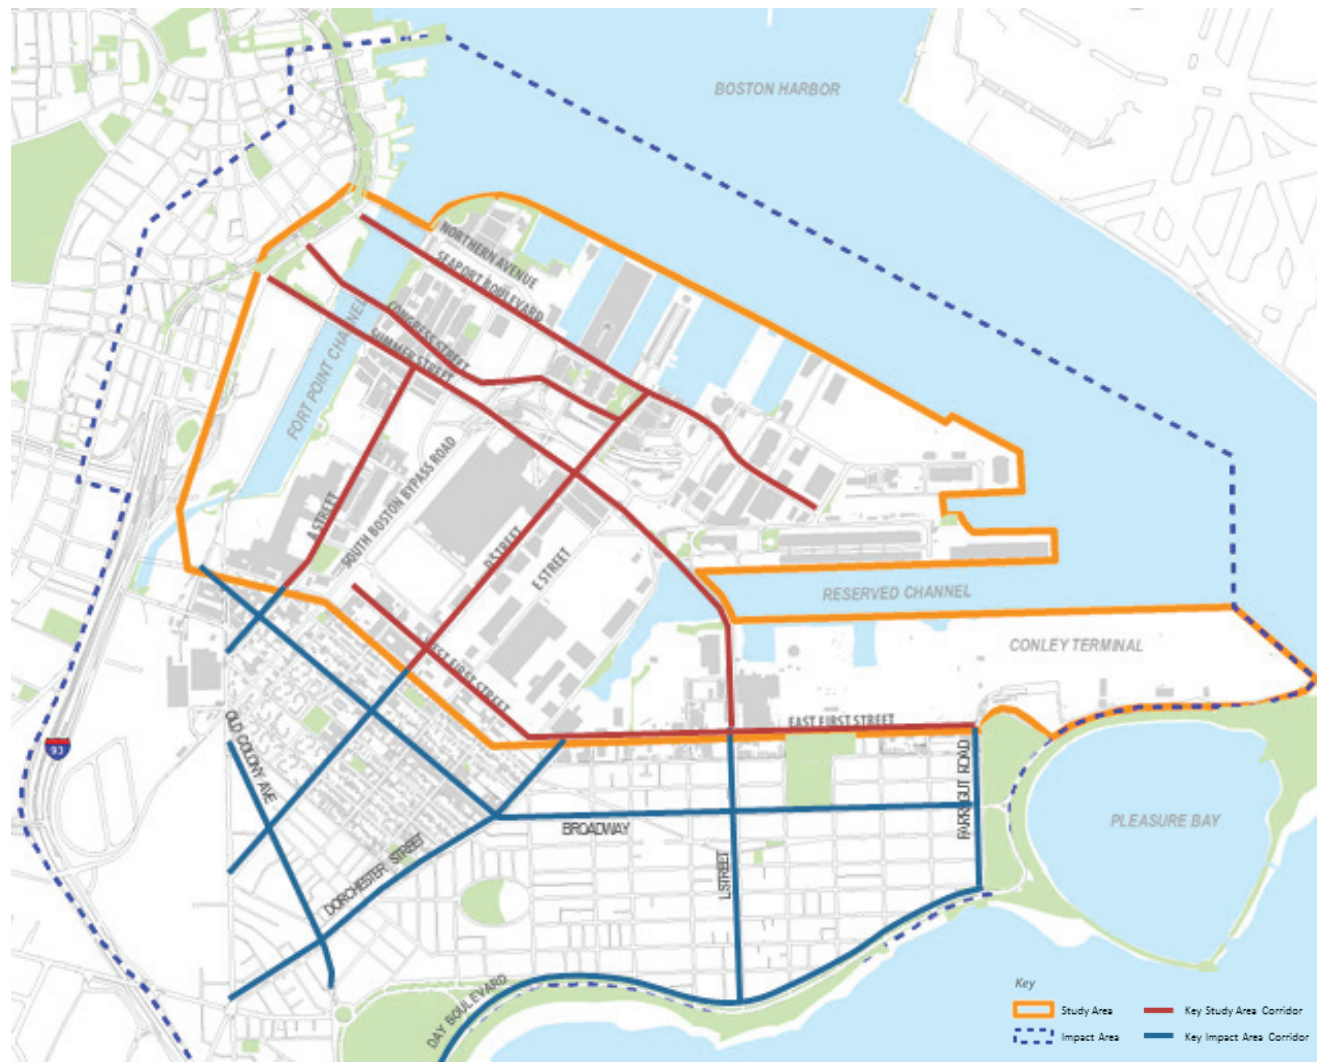 BOSTON HARBOR
NORTHERN AVENUE
SEAPORT BOULEVARD
CONGRESS STREET
SUMMER STREET
FORT POINT CHANNEL
A STREET
SOUTH BOSTON BYPASS ROAD
D STREET
E STREET
RESERVED CHANNEL
CONLEY TERMINAL
WEST FIRST STREET
EAST FIRST STREET
93
OLD COLONY AVE
FARRAGUT ROAD
PLEASURE BAY
BROADWAY
DORCHESTER STREET
L STREET
DAY BOULEVARD
Key
Study Area
Key Study Area Corridor
Impact Area
Key Impact Area Corridor